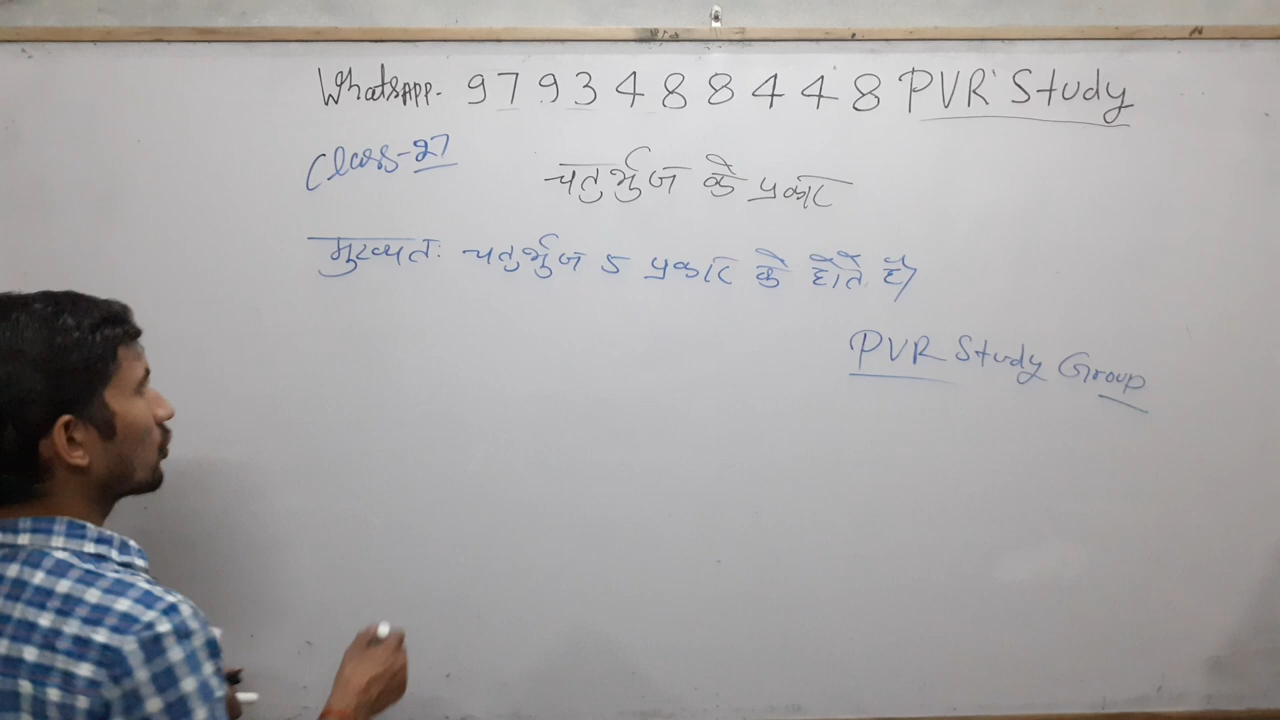 WhatsAPP. 9793488448 PVR Study
Class-27
चतुर्भुज के प्रकार
मुख्यतः चतुर्भुज 5 प्रकार के होते है।
PVR Study Group